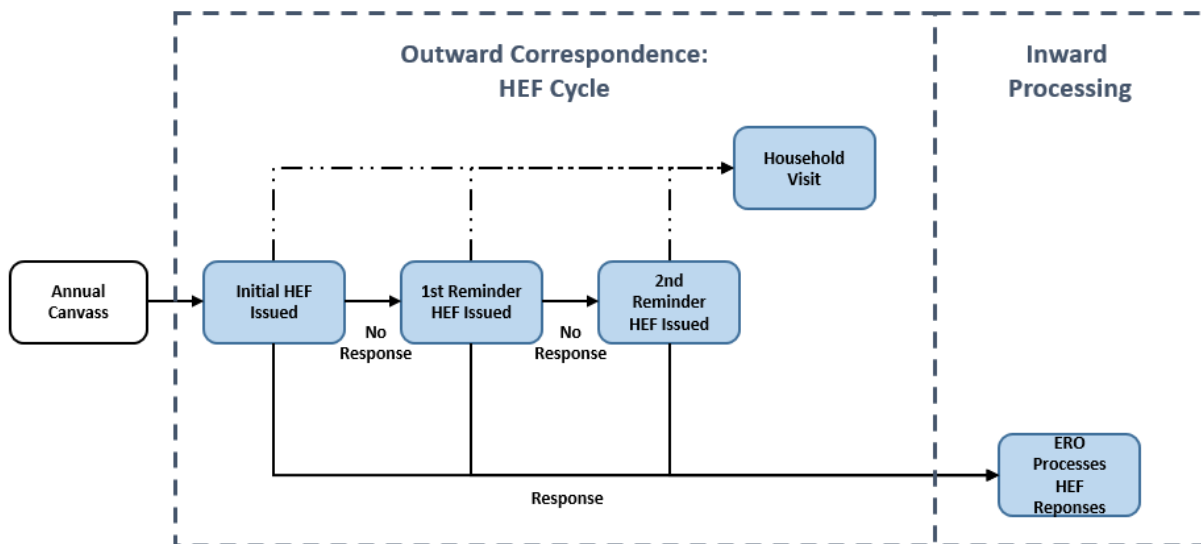 Outward Correspondence:
HEF Cycle
Inward
Processing
Household
Visit
Annual
Canvass
Initial HEF
Issued
1st Reminder
HEF Issued
2nd
Reminder
HEF Issued
No
Response
No
Response
ERO
Processes
HEF
Reponses
Response